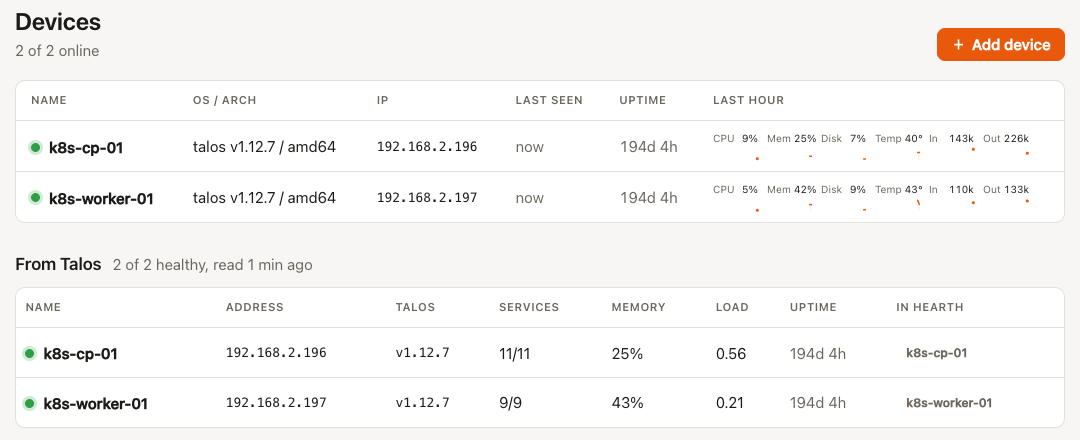 Devices
2 of 2 online
+ Add device
NAME OS / ARCH IP LAST SEEN UPTIME LAST HOUR
k8s-cp-01 talos v1.12.7 / amd64 192.168.2.196 now 194d 4h CPU 9% Mem 25% Disk 7% Temp 40° In 143k Out 226k
k8s-worker-01 talos v1.12.7 / amd64 192.168.2.197 now 194d 4h CPU 5% Mem 42% Disk 9% Temp 43° In 110k Out 133k
From Talos 2 of 2 healthy, read 1 min ago
NAME ADDRESS TALOS SERVICES MEMORY LOAD UPTIME IN HEARTH
k8s-cp-01 192.168.2.196 v1.12.7 11/11 25% 0.56 194d 4h k8s-cp-01
k8s-worker-01 192.168.2.197 v1.12.7 9/9 43% 0.21 194d 4h k8s-worker-01